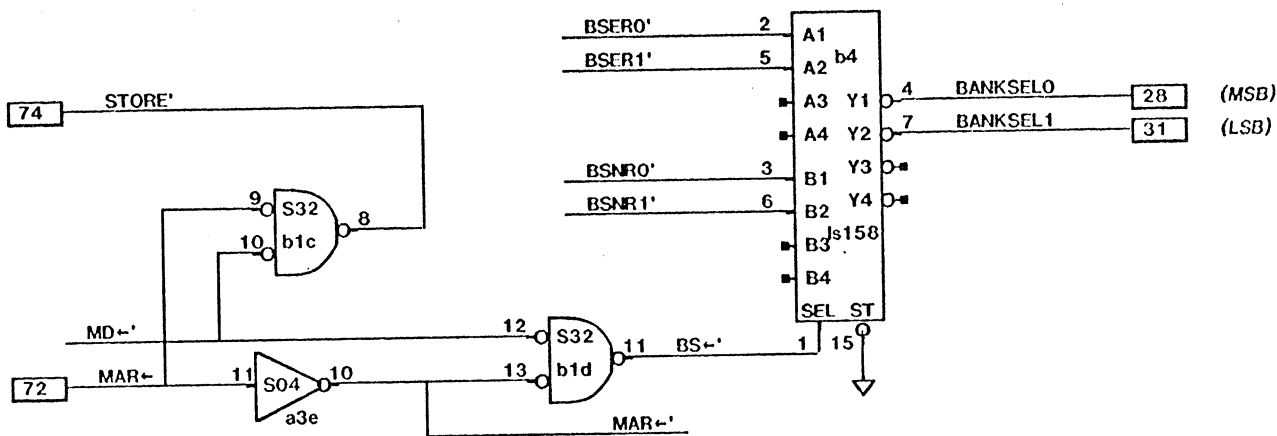 BSER0' 2 A1
b4
BSER1' 5 A2
74 STORE' A3 Y1 4 BANKSEL0 28 (MSB)
A4 Y2 7 BANKSEL1 31 (LSB)
Y3
BSNR0' 3 B1
9 S32 8 Y4
BSNR1' 6 B2
10 b1c ls158
B3
B4
MD←' 12 S32 SEL ST
11 BS←' 1 15
72 MAR← 11 S04 10 13 b1d
a3e
MAR←'